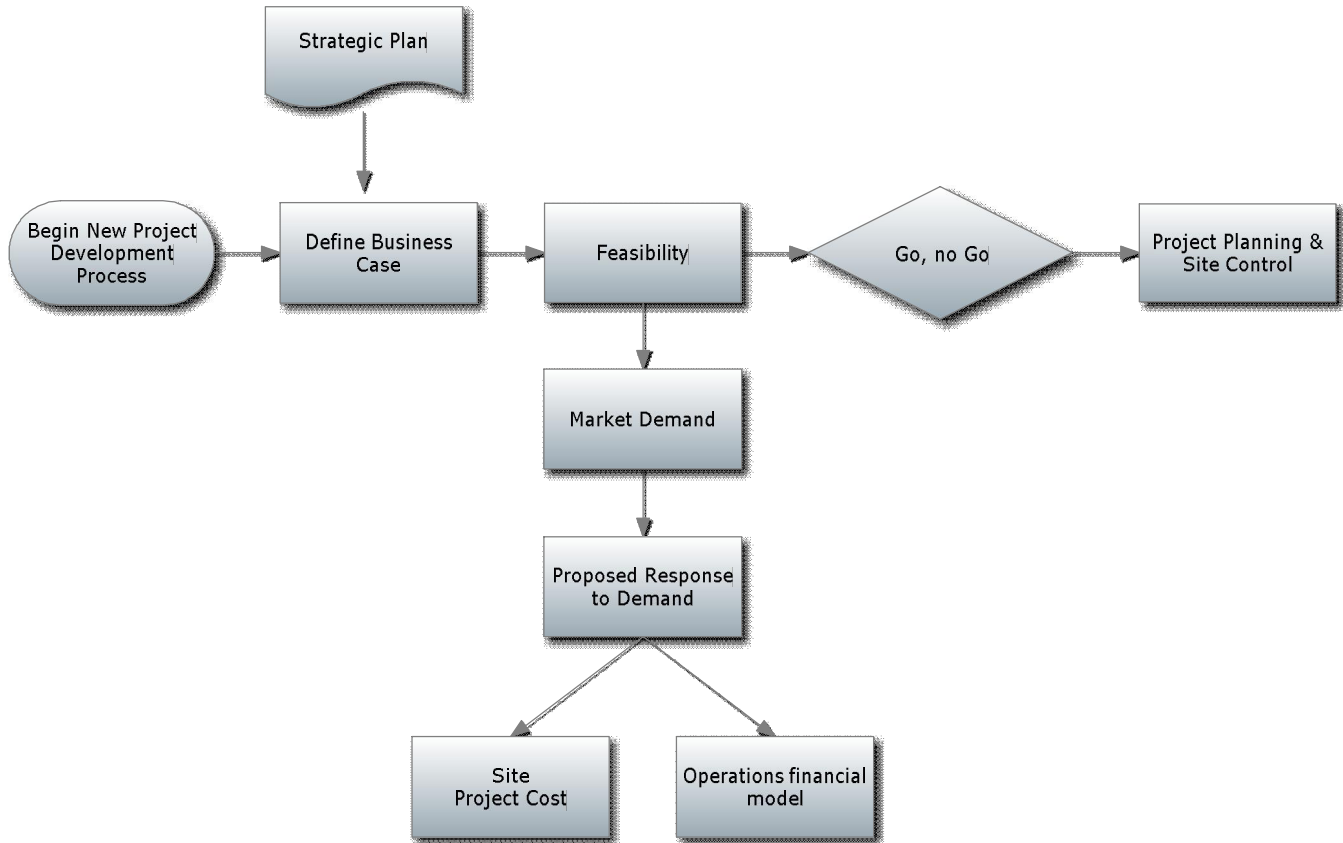 Strategic Plan
Begin New Project
Development
Process
Define Business
Case
Feasibility
Go, no Go
Project Planning &
Site Control
Market Demand
Proposed Response
to Demand
Site
Project Cost
Operations financial
model